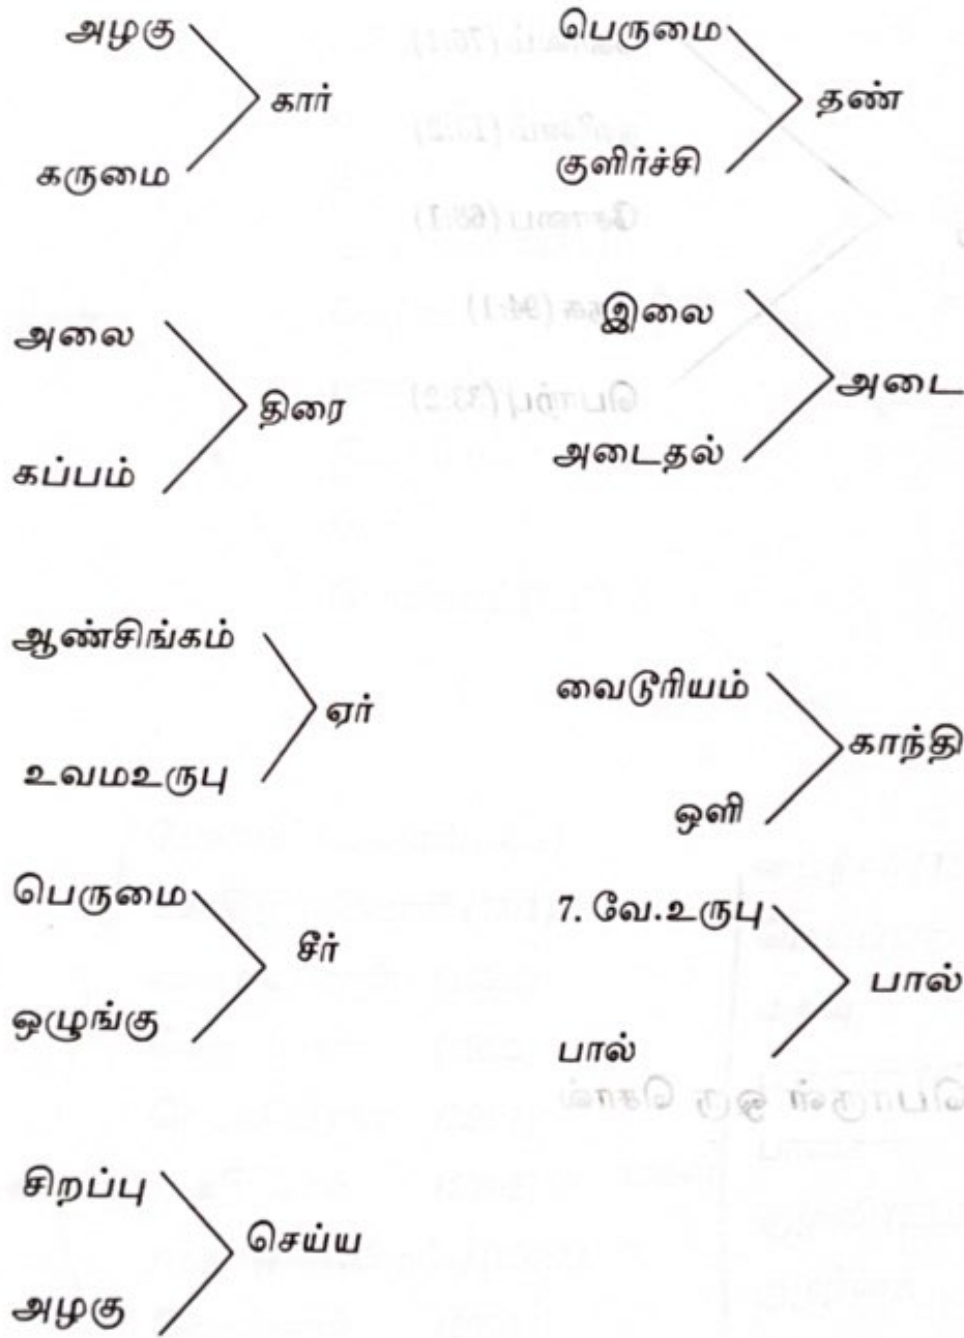 அழகு
கார்
கருமை
பெருமை
தண்
குளிர்ச்சி
அலை
திரை
கப்பம்
இலை
அடை
அடைதல்
ஆண்சிங்கம்
ஏர்
உவமஉருபு
வைடூரியம்
காந்தி
ஒளி
பெருமை
சீர்
ஒழுங்கு
7. வே.உருபு
பால்
பால்
சிறப்பு
செய்ய
அழகு